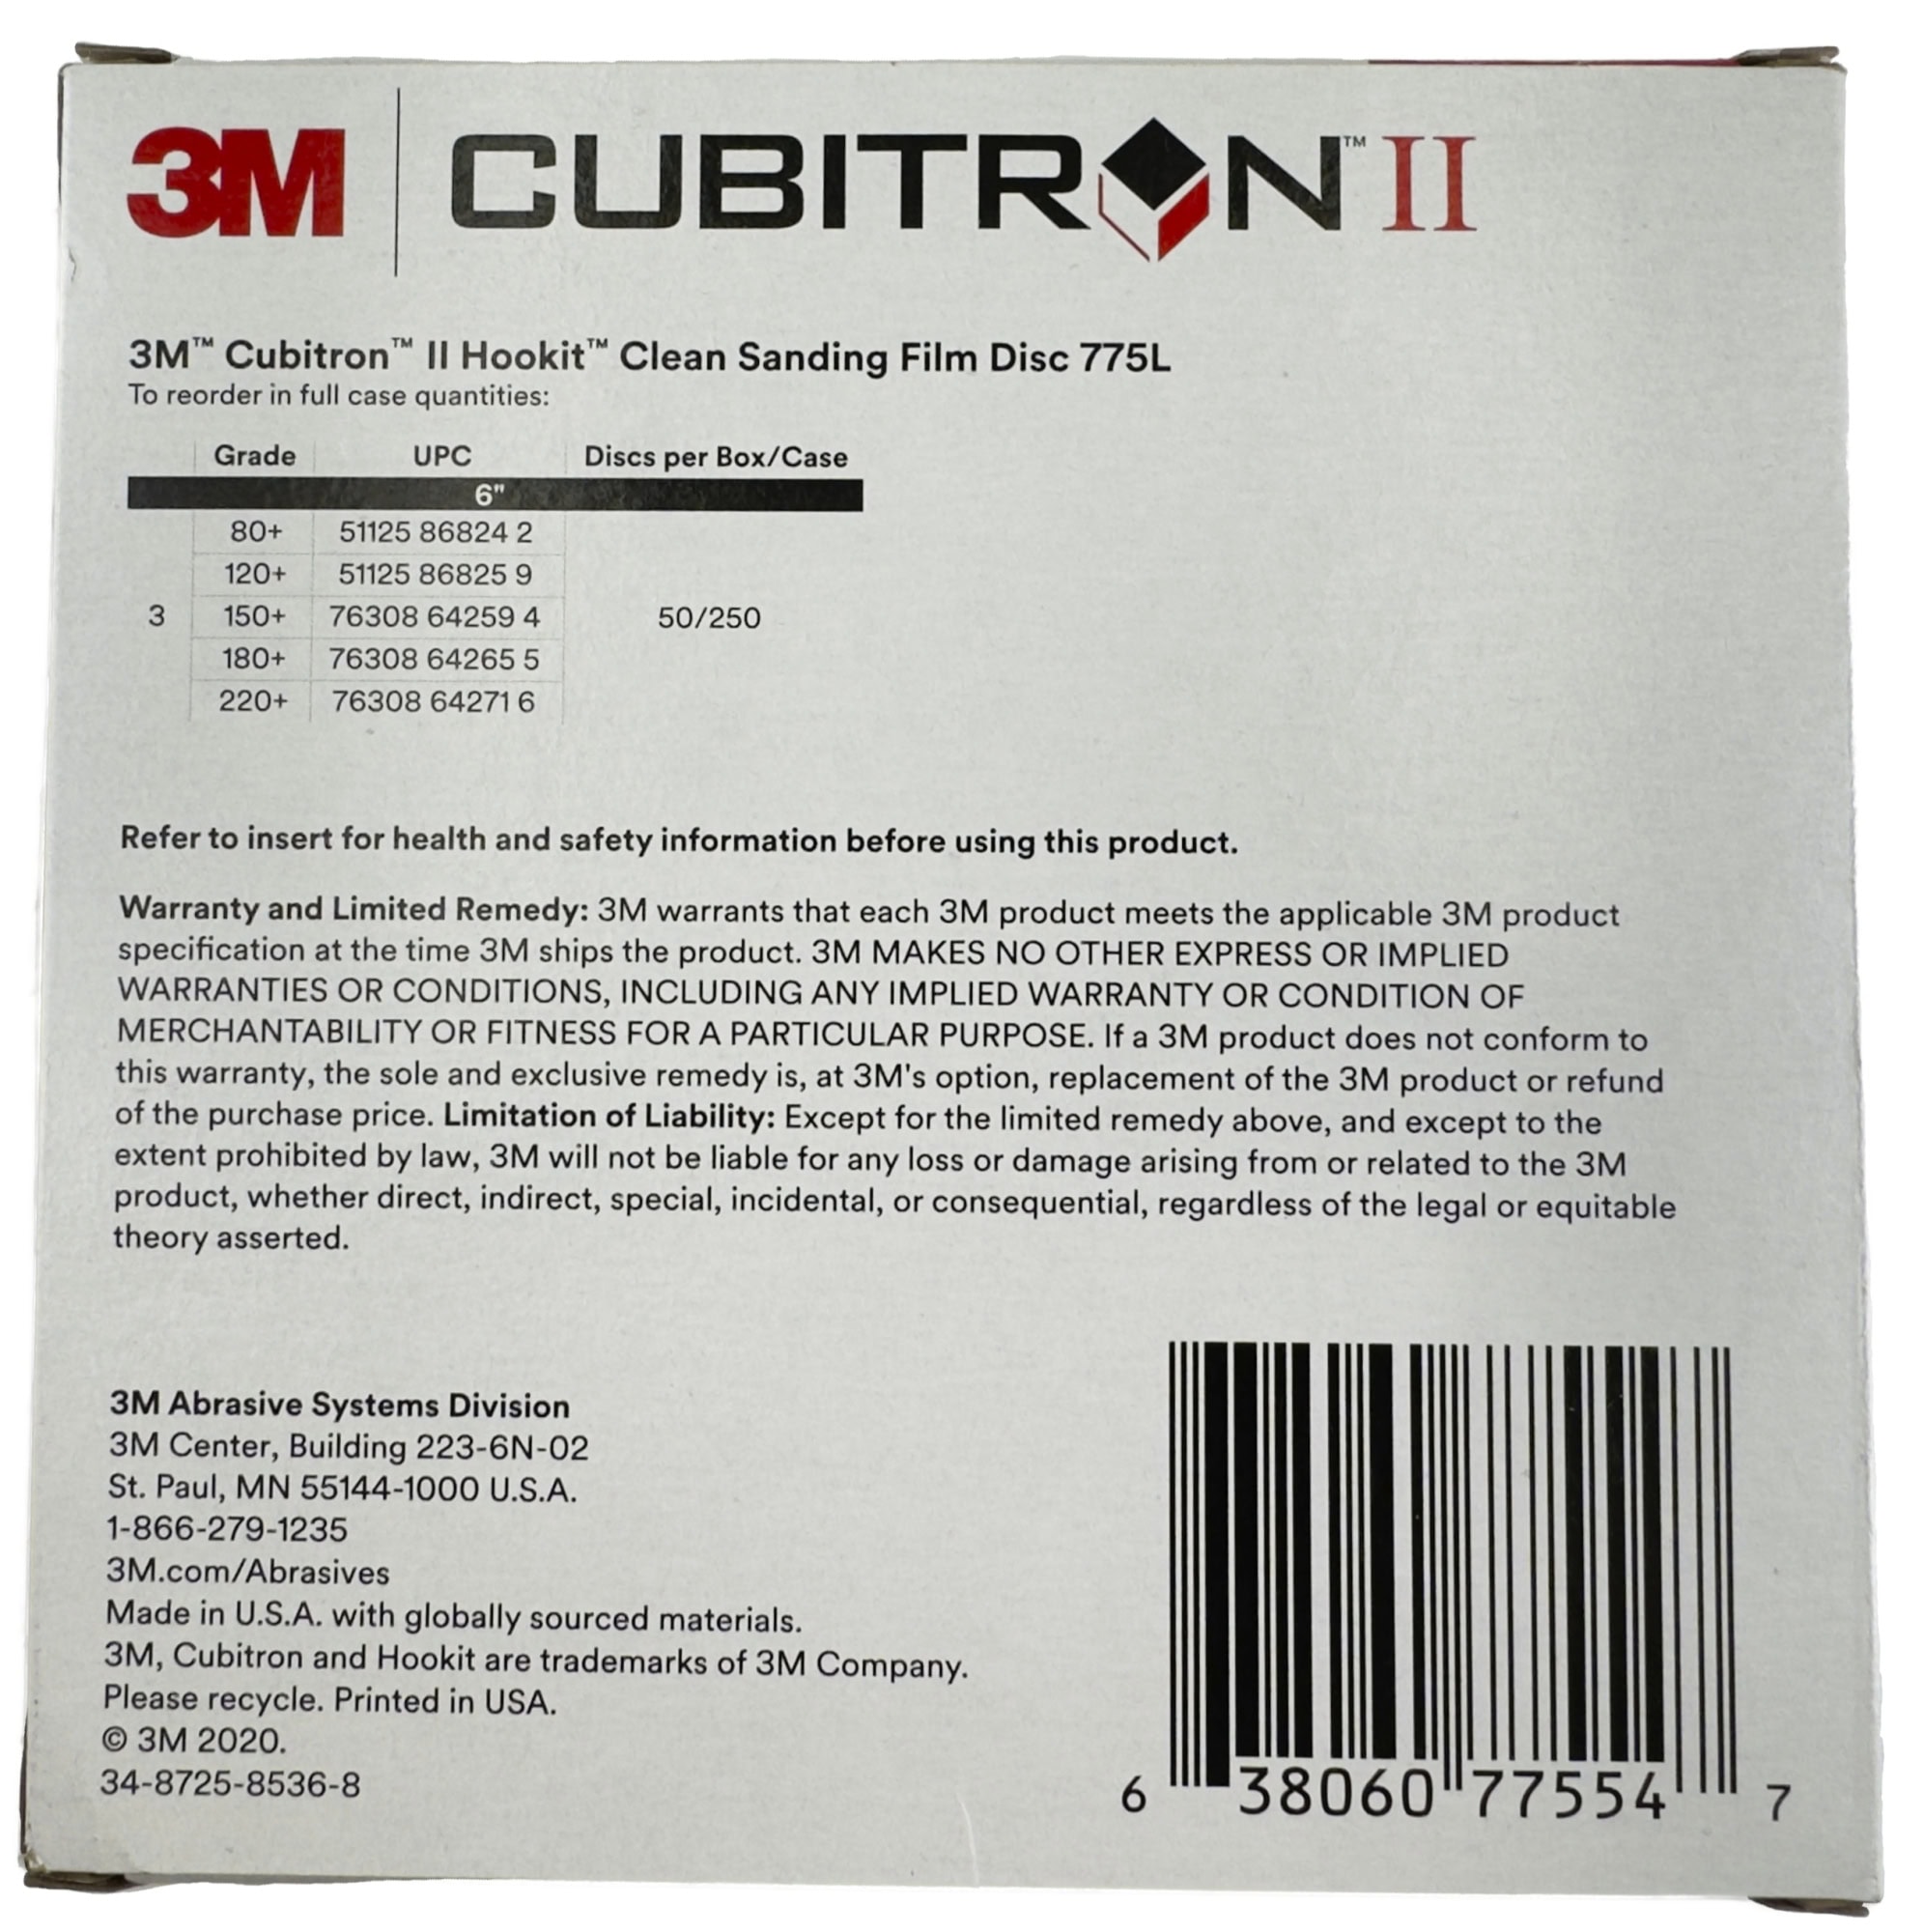 3M CUBITRON™ II
3M™ Cubitron™ II Hookit™ Clean Sanding Film Disc 775L
To reorder in full case quantities:
Grade UPC Discs per Box/Case
6"
80+ 51125 86824 2
120+ 51125 86825 9
3 150+ 76308 64259 4 50/250
180+ 76308 64265 5
220+ 76308 64271 6
Refer to insert for health and safety information before using this product.
Warranty and Limited Remedy: 3M warrants that each 3M product meets the applicable 3M product
specification at the time 3M ships the product. 3M MAKES NO OTHER EXPRESS OR IMPLIED
WARRANTIES OR CONDITIONS, INCLUDING ANY IMPLIED WARRANTY OR CONDITION OF
MERCHANTABILITY OR FITNESS FOR A PARTICULAR PURPOSE. If a 3M product does not conform to
this warranty, the sole and exclusive remedy is, at 3M's option, replacement of the 3M product or refund
of the purchase price. Limitation of Liability: Except for the limited remedy above, and except to the
extent prohibited by law, 3M will not be liable for any loss or damage arising from or related to the 3M
product, whether direct, indirect, special, incidental, or consequential, regardless of the legal or equitable
theory asserted.
3M Abrasive Systems Division
3M Center, Building 223-6N-02
St. Paul, MN 55144-1000 U.S.A.
1-866-279-1235
3M.com/Abrasives
Made in U.S.A. with globally sourced materials.
3M, Cubitron and Hookit are trademarks of 3M Company.
Please recycle. Printed in USA.
© 3M 2020.
34-8725-8536-8
6 38060 77554 7